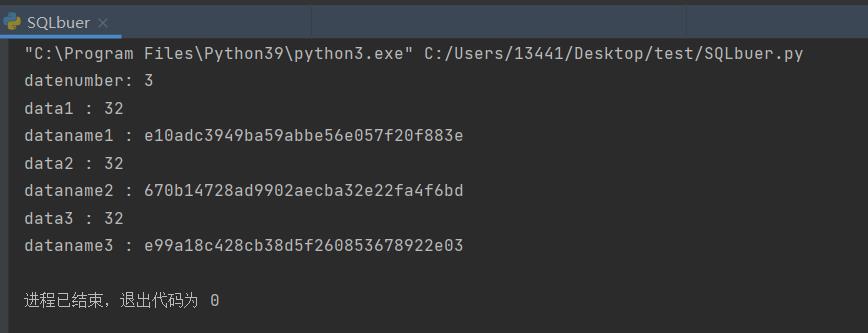 SQLbuer
"C:\Program Files\Python39\python3.exe" C:/Users/13441/Desktop/test/SQLbuer.py
datenumber: 3
data1 : 32
dataname1 : e10adc3949ba59abbe56e057f20f883e
data2 : 32
dataname2 : 670b14728ad9902aecba32e22fa4f6bd
data3 : 32
dataname3 : e99a18c428cb38d5f260853678922e03
进程已结束，退出代码为 0